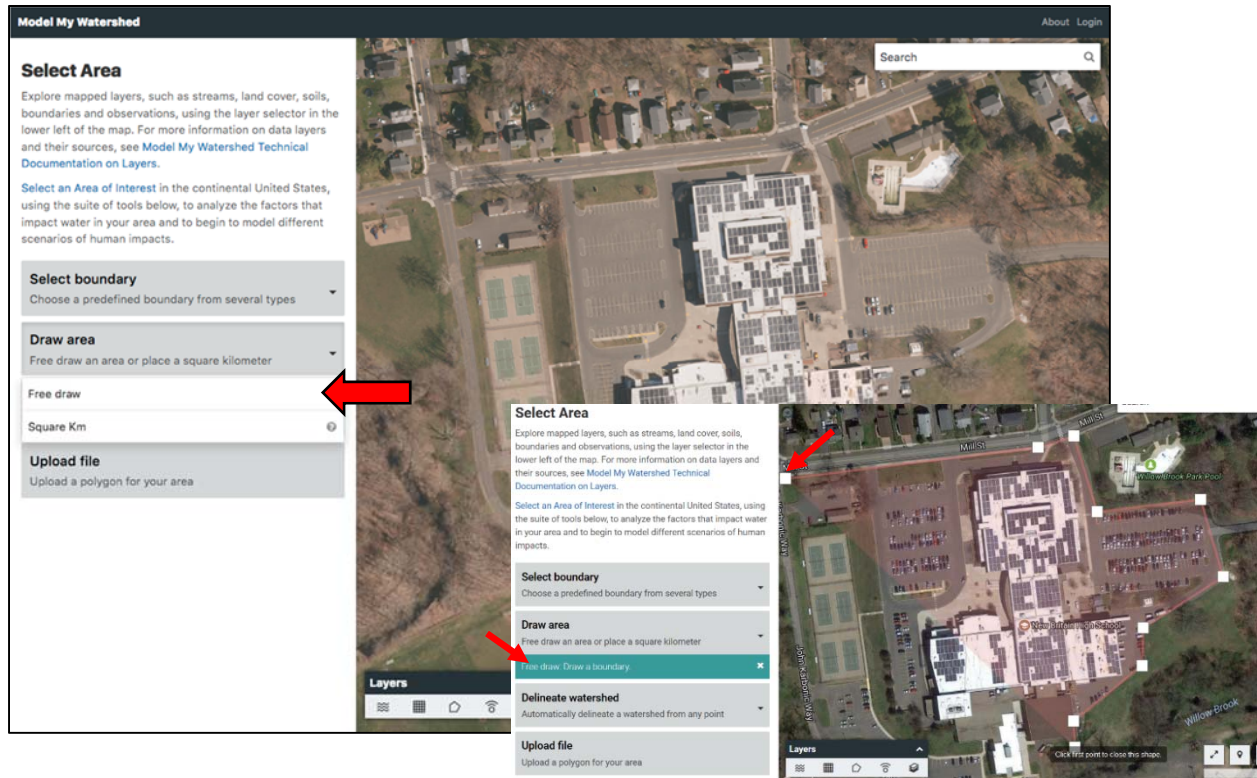 Model My Watershed
About Login
Search
Select Area
Explore mapped layers, such as streams, land cover, soils,
boundaries and observations, using the layer selector in the
lower left of the map. For more information on data layers
and their sources, see Model My Watershed Technical
Documentation on Layers.
Select an Area of Interest in the continental United States,
using the suite of tools below, to analyze the factors that
impact water in your area and to begin to model different
scenarios of human impacts.
Select boundary
Choose a predefined boundary from several types
Draw area
Free draw an area or place a square kilometer
Free draw
Square Km
Upload file
Upload a polygon for your area
Layers
Select Area
Explore mapped layers, such as streams, land cover, soils,
boundaries and observations, using the layer selector in the
lower left of the map. For more information on data layers and
their sources, see Model My Watershed Technical
Documentation on Layers.
Select an Area of Interest in the continental United States, using
the suite of tools below, to analyze the factors that impact water
in your area and to begin to model different scenarios of human
impacts.
Select boundary
Choose a predefined boundary from several types
Draw area
Free draw an area or place a square kilometer
Free draw: Draw a boundary.
Delineate watershed
Automatically delineate a watershed from any point
Upload file
Upload a polygon for your area
Mill St
Mill St
Willow Brook Park Pool
New Britain High School
John Karbonic Way
Willow Brook
Layers
Click first point to close this shape.